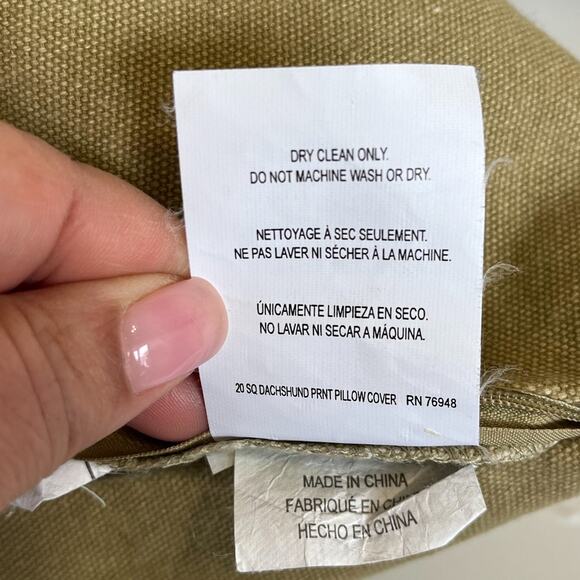 DRY CLEAN ONLY.
DO NOT MACHINE WASH OR DRY.
NETTOYAGE À SEC SEULEMENT.
NE PAS LAVER NI SÉCHER À LA MACHINE.
ÚNICAMENTE LIMPIEZA EN SECO.
NO LAVAR NI SECAR A MÁQUINA.
20 SQ DACHSHUND PRNT PILLOW COVER RN 76948
MADE IN CHINA
FABRIQUÉ EN CHINE
HECHO EN CHINA